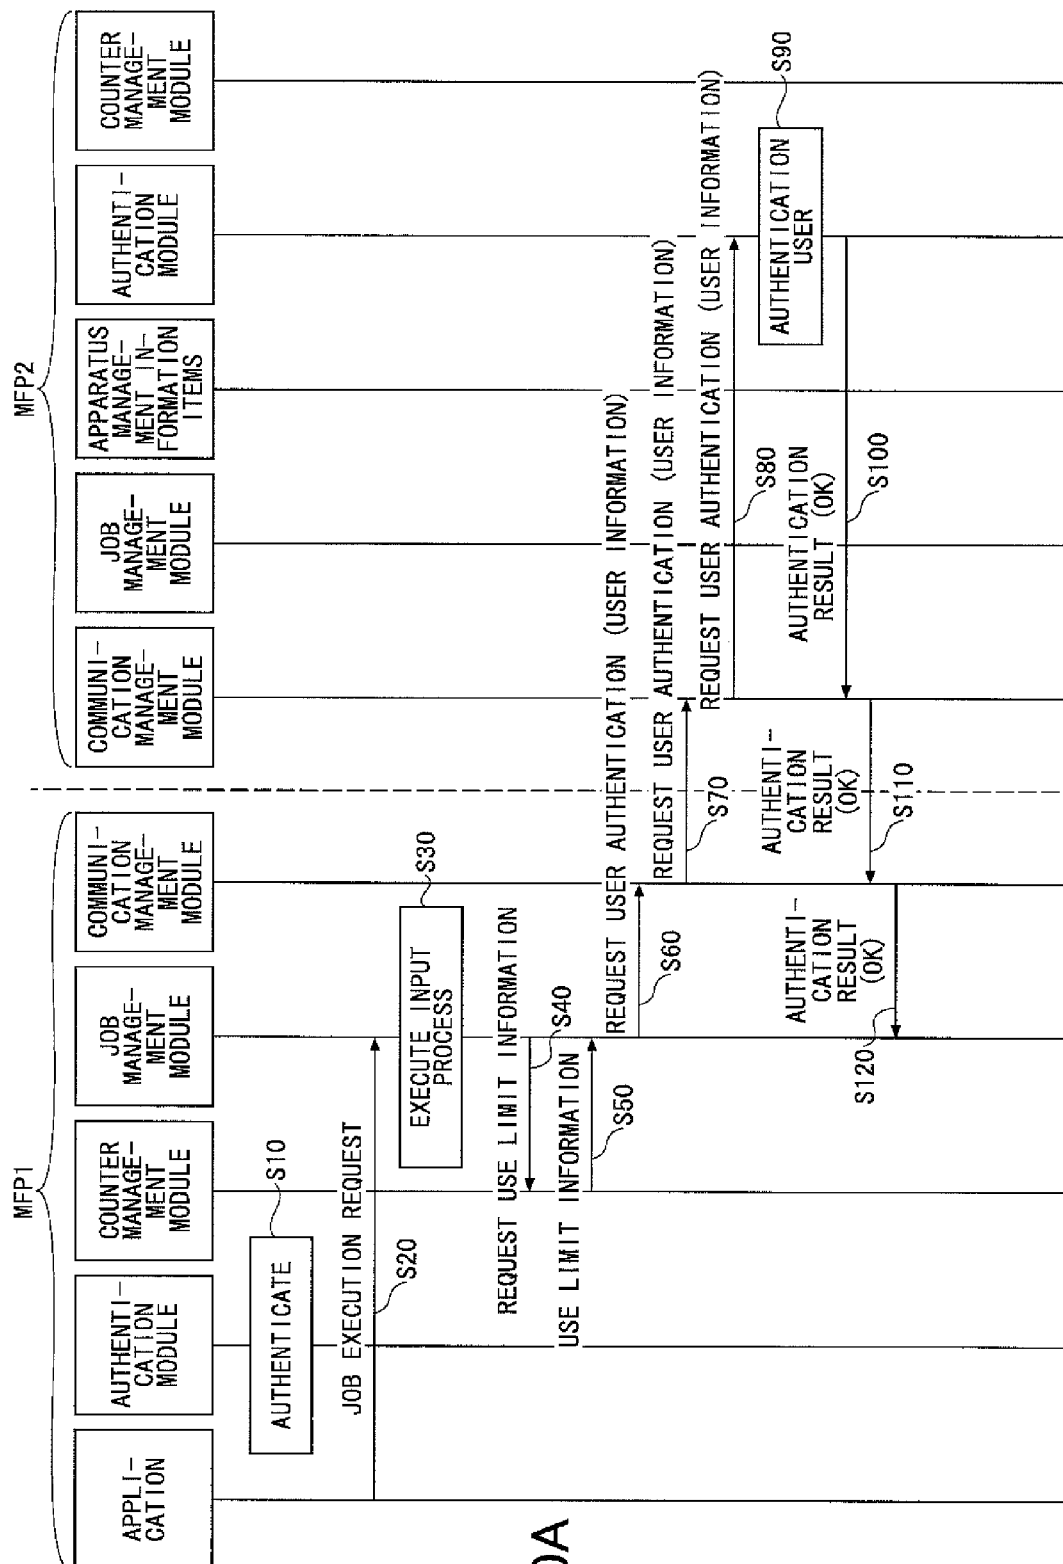 MFP1
MFP2
APPLI-
CATION
AUTHENTI-
CATION
MODULE
COUNTER
MANAGE-
MENT
MODULE
JOB
MANAGE-
MENT
MODULE
COMMUNI-
CATION
MANAGE-
MENT
MODULE
COMMUNI-
CATION
MANAGE-
MENT
MODULE
JOB
MANAGE-
MENT
MODULE
APPARATUS
MANAGE-
MENT IN-
FORMATION
ITEMS
AUTHENTI-
CATION
MODULE
COUNTER
MANAGE-
MENT
MODULE
AUTHENTICATE
S10
JOB EXECUTION REQUEST
S20
EXECUTE INPUT
PROCESS
S30
REQUEST USE LIMIT INFORMATION
S40
USE LIMIT INFORMATION
S50
REQUEST USER AUTHENTICATION (USER INFORMATION)
S60
REQUEST USER AUTHENTICATION (USER INFORMATION)
S70
REQUEST USER AUTHENTICATION (USER INFORMATION)
S80
AUTHENTICATION
USER
S90
AUTHENTICATION
RESULT (OK)
S100
AUTHENTI-
CATION
RESULT
(OK)
S110
AUTHENTI-
CATION
RESULT
(OK)
S120
0A